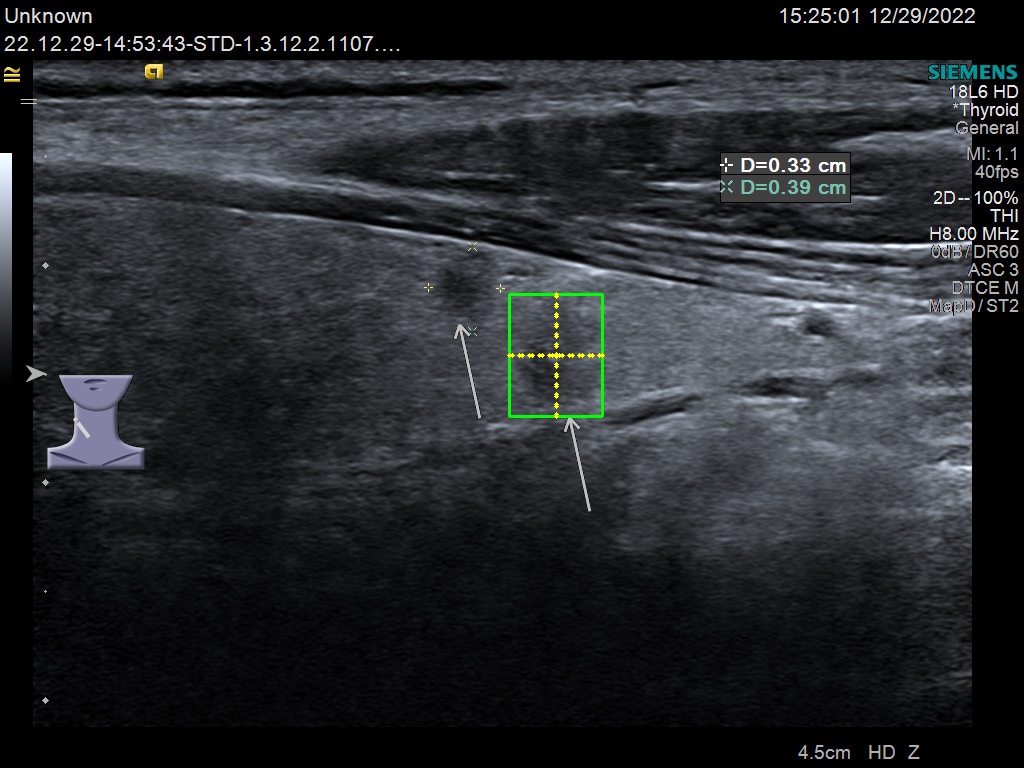 Unknown
15:25:01 12/29/2022
22.12.29-14:53:43-STD-1.3.12.2.1107....
SIEMENS
18L6 HD
*Thyroid
General
MI: 1.1
40fps
2D--100%
THI
H8.00 MHz
0dB/DR60
ASC 3
DTCE M
MapD/ST2
D=0.33 cm
D=0.39 cm
4.5cm HD Z